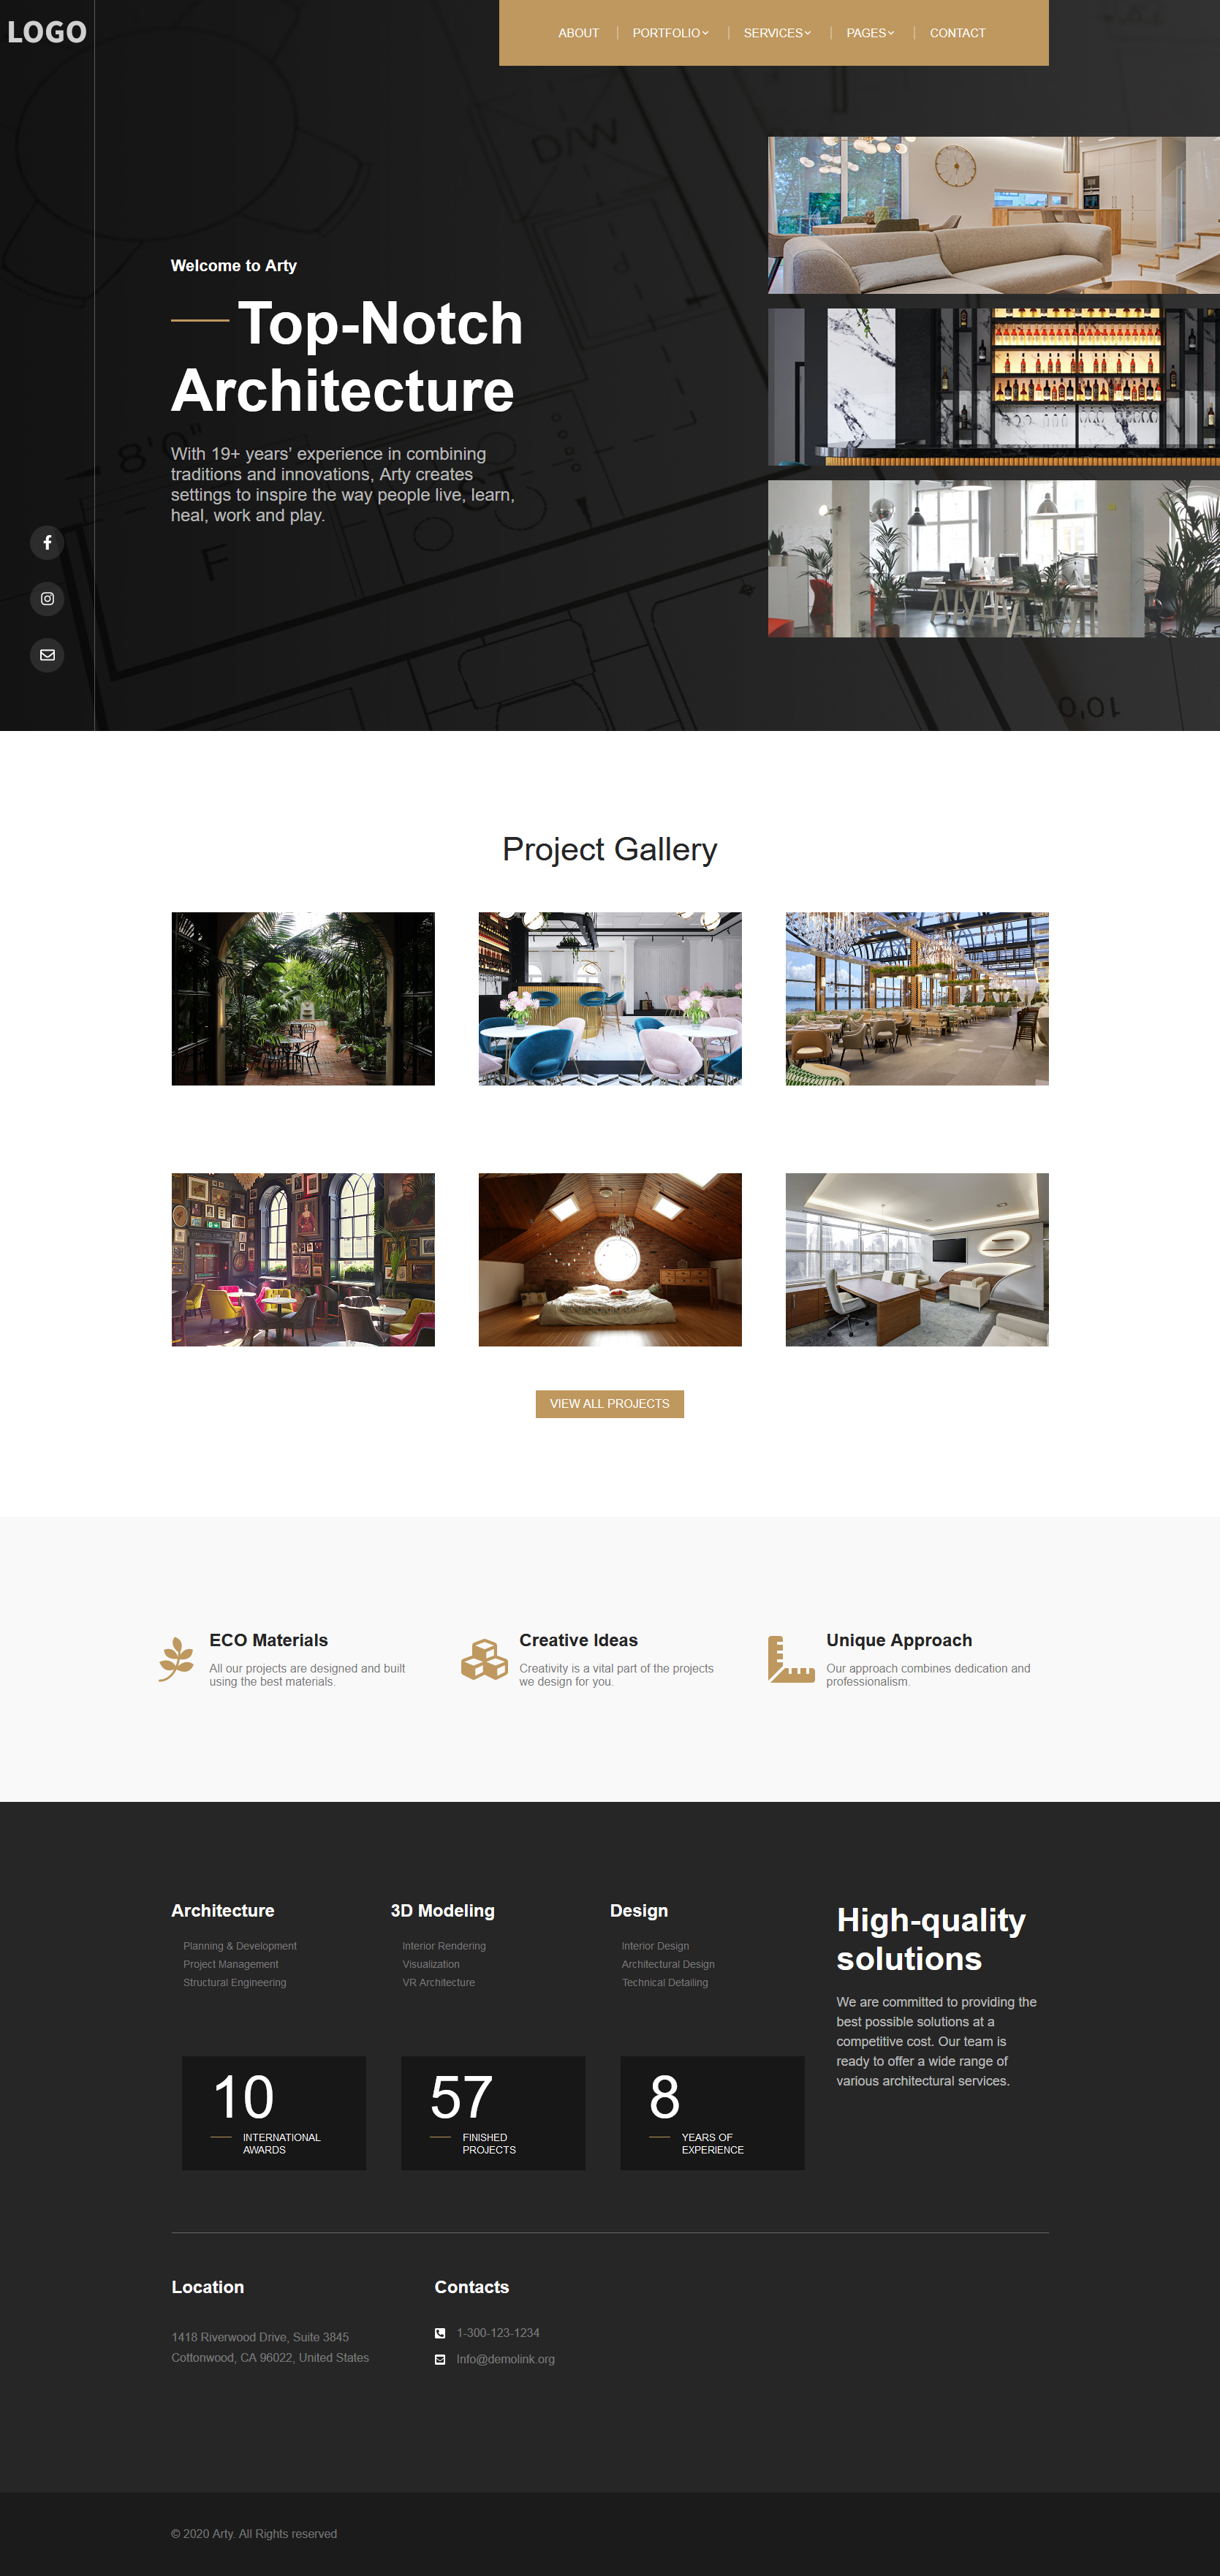 LOGO
ABOUT
PORTFOLIO
SERVICES
PAGES
CONTACT
D/W
Welcome to Arty
Top-Notch
Architecture
With 19+ years’ experience in combining
traditions and innovations, Arty creates
settings to inspire the way people live, learn,
heal, work and play.
8'0"
F
10'0
Project Gallery
VIEW ALL PROJECTS
ECO Materials
All our projects are designed and built
using the best materials.
Creative Ideas
Creativity is a vital part of the projects
we design for you.
Unique Approach
Our approach combines dedication and
professionalism.
Architecture
Planning & Development
Project Management
Structural Engineering
3D Modeling
Interior Rendering
Visualization
VR Architecture
Design
Interior Design
Architectural Design
Technical Detailing
High-quality
solutions
We are committed to providing the
best possible solutions at a
competitive cost. Our team is
ready to offer a wide range of
various architectural services.
10
INTERNATIONAL
AWARDS
57
FINISHED
PROJECTS
8
YEARS OF
EXPERIENCE
Location
1418 Riverwood Drive, Suite 3845
Cottonwood, CA 96022, United States
Contacts
1-300-123-1234
Info@demolink.org
© 2020 Arty. All Rights reserved